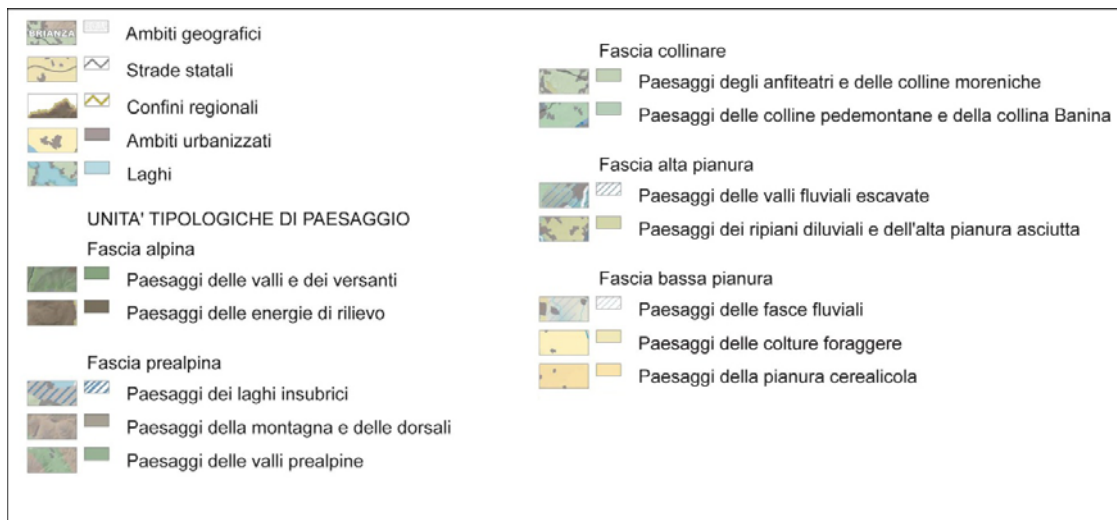 BRIANZA
Ambiti geografici
Strade statali
Confini regionali
Ambiti urbanizzati
Laghi
UNITA' TIPOLOGICHE DI PAESAGGIO
Fascia alpina
Paesaggi delle valli e dei versanti
Paesaggi delle energie di rilievo
Fascia prealpina
Paesaggi dei laghi insubrici
Paesaggi della montagna e delle dorsali
Paesaggi delle valli prealpine
Fascia collinare
Paesaggi degli anfiteatri e delle colline moreniche
Paesaggi delle colline pedemontane e della collina Banina
Fascia alta pianura
Paesaggi delle valli fluviali escavate
Paesaggi dei ripiani diluviali e dell'alta pianura asciutta
Fascia bassa pianura
Paesaggi delle fasce fluviali
Paesaggi delle colture foraggere
Paesaggi della pianura cerealicola